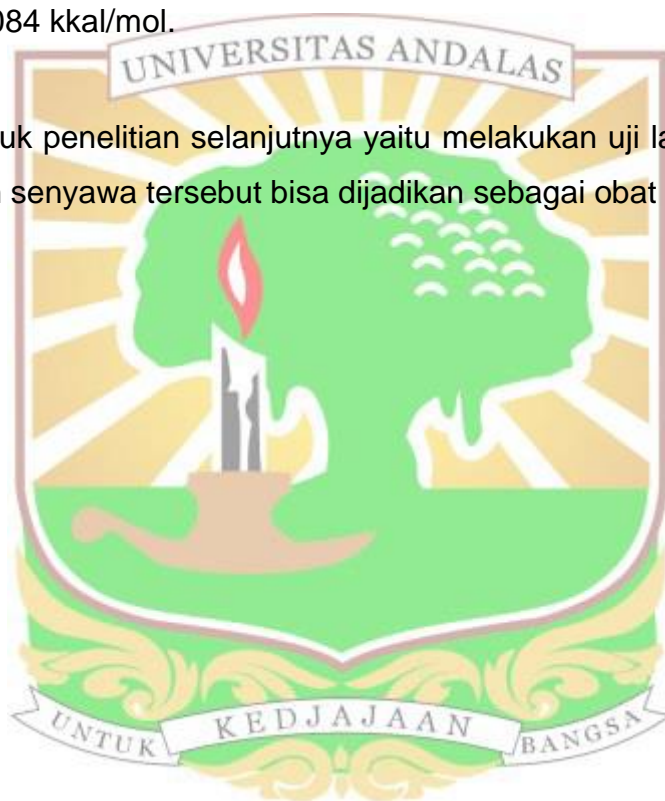 084 kkal/mol.
UNIVERSITAS ANDALAS
uk penelitian selanjutnya yaitu melakukan uji la
senyawa tersebut bisa dijadikan sebagai obat
UNTUK KEDJAJAAN BANGSA